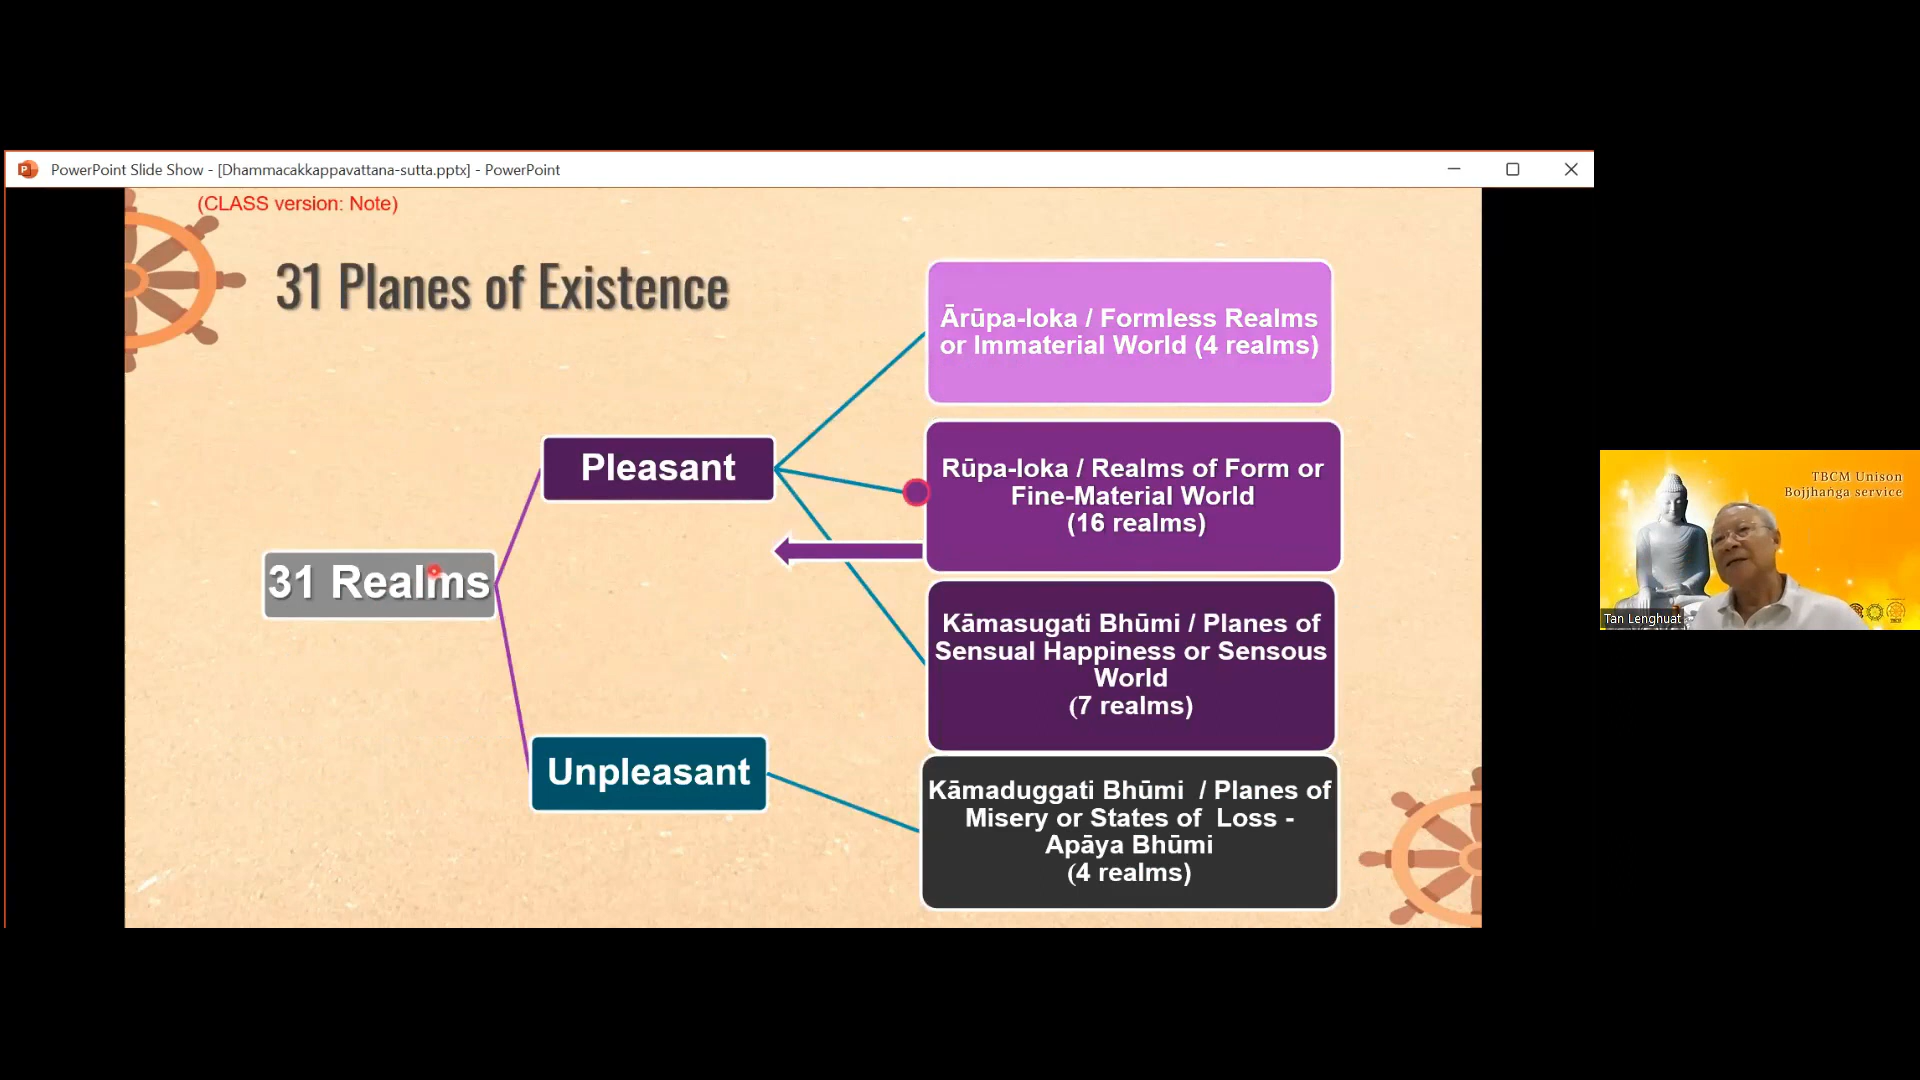 PowerPoint Slide Show - [Dhammacakkappavattana-sutta.pptx] - PowerPoint
(CLASS version: Note)
31 Planes of Existence
Ārūpa-loka / Formless Realms
or Immaterial World (4 realms)
Pleasant
Rūpa-loka / Realms of Form or
Fine-Material World
(16 realms)
31 Realms
Kāmasugati Bhūmi / Planes of
Sensual Happiness or Sensous
World
(7 realms)
Unpleasant
Kāmaduggati Bhūmi / Planes of
Misery or States of Loss -
Apāya Bhūmi
(4 realms)
TBCM Unison
Bojjhaṅga service
Tan Lenghuat